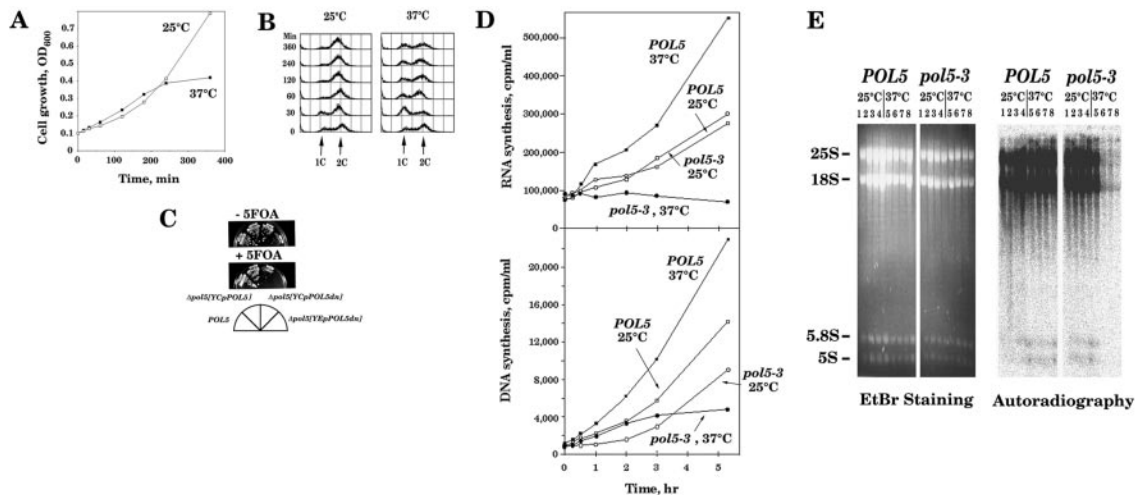 A
Cell growth, OD600
0.8
0.7
0.6
0.5
0.4
0.3
0.2
0.1
0
0 100 200 300 400
Time, min
25°C
37°C
B
25°C 37°C
Min
360
240
120
60
30
0
1C 2C 1C 2C
C
- 5FOA
+ 5FOA
Δpol5[YCpPOL5] Δpol5[YCpPOL5dn]
POL5 Δpol5[YEpPOL5dn]
D
RNA synthesis, cpm/ml
500,000
400,000
300,000
200,000
100,000
0
POL5
37°C
POL5
25°C
pol5-3
25°C
pol5-3, 37°C
DNA synthesis, cpm/ml
20,000
16,000
12,000
8,000
4,000
0
POL5
37°C
POL5
25°C
pol5-3
25°C
pol5-3, 37°C
0 1 2 3 4 5
Time, hr
E
POL5 pol5-3 POL5 pol5-3
25°C 37°C 25°C 37°C 25°C 37°C 25°C 37°C
1 2 3 4 5 6 7 8 1 2 3 4 5 6 7 8 1 2 3 4 5 6 7 8 1 2 3 4 5 6 7 8
25S
18S
5.8S
5S
EtBr Staining Autoradiography